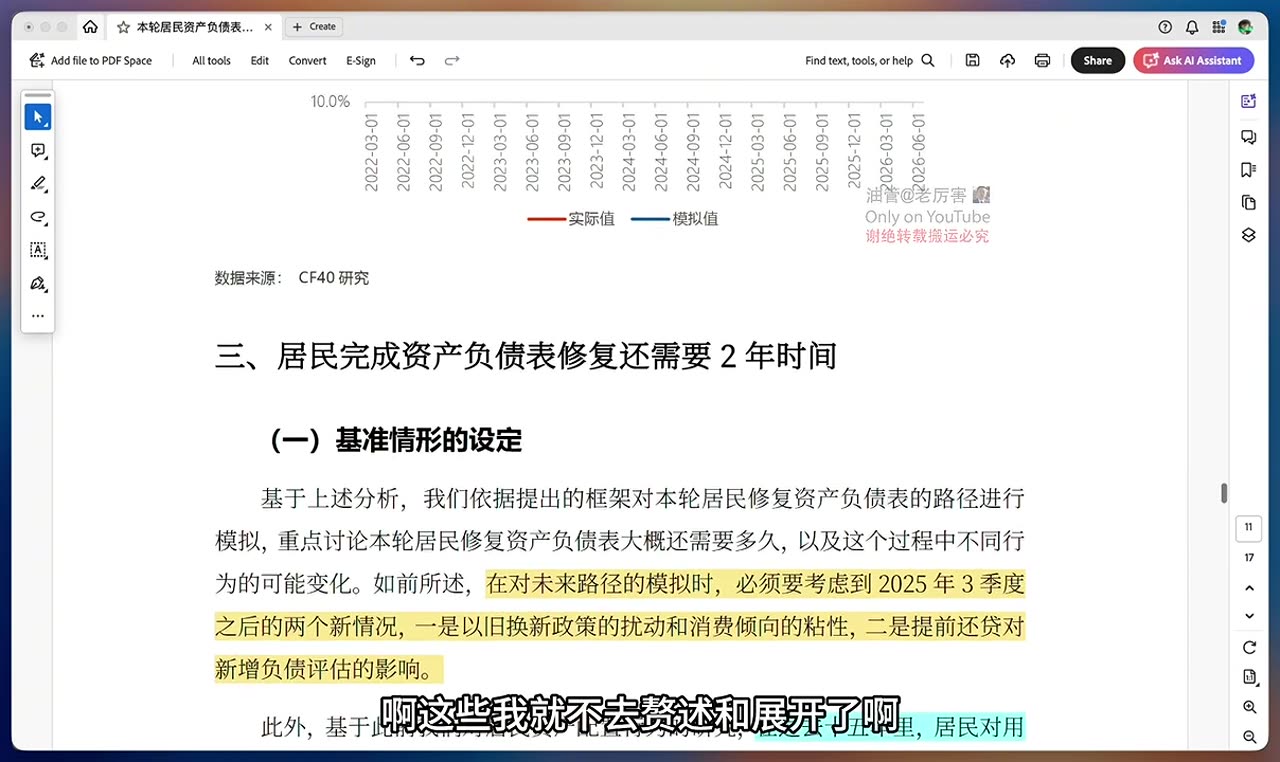 本轮居民资产负债表...
Create
Add file to PDF Space
All tools
Edit
Convert
E-Sign
Find text, tools, or help
Share
Ask AI Assistant
10.0%
2022-03-01
2022-06-01
2022-09-01
2022-12-01
2023-03-01
2023-06-01
2023-09-01
2023-12-01
2024-03-01
2024-06-01
2024-09-01
2024-12-01
2025-03-01
2025-06-01
2025-09-01
2025-12-01
2026-03-01
2026-06-01
油管@老厉害
Only on YouTube
谢绝转载搬运必究
实际值 模拟值
数据来源： CF40 研究
三、居民完成资产负债表修复还需要 2 年时间
（一）基准情形的设定
基于上述分析，我们依据提出的框架对本轮居民修复资产负债表的路径进行
模拟，重点讨论本轮居民修复资产负债表大概还需要多久，以及这个过程中不同行
为的可能变化。如前所述，在对未来路径的模拟时，必须要考虑到 2025 年 3 季度
之后的两个新情况，一是以旧换新政策的扰动和消费倾向的粘性，二是提前还贷对
新增负债评估的影响。
11
17
啊这些我就不去赘述和展开了啊
此外，基于此 里，居民对用